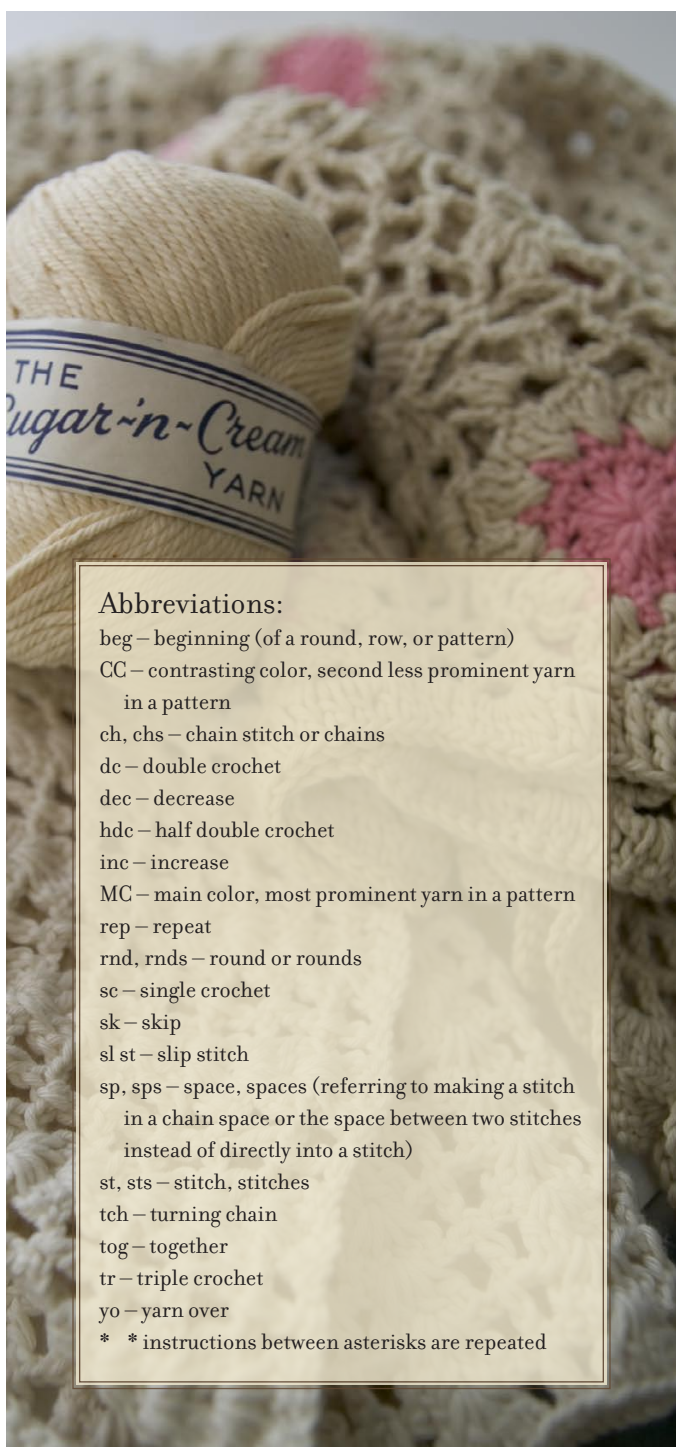 THE
Sugar~'n~Cream
YARN
Abbreviations:
beg – beginning (of a round, row, or pattern)
CC – contrasting color, second less prominent yarn
in a pattern
ch, chs – chain stitch or chains
dc – double crochet
dec – decrease
hdc – half double crochet
inc – increase
MC – main color, most prominent yarn in a pattern
rep – repeat
rnd, rnds – round or rounds
sc – single crochet
sk – skip
sl st – slip stitch
sp, sps – space, spaces (referring to making a stitch
in a chain space or the space between two stitches
instead of directly into a stitch)
st, sts – stitch, stitches
tch – turning chain
tog – together
tr – triple crochet
yo – yarn over
* * instructions between asterisks are repeated